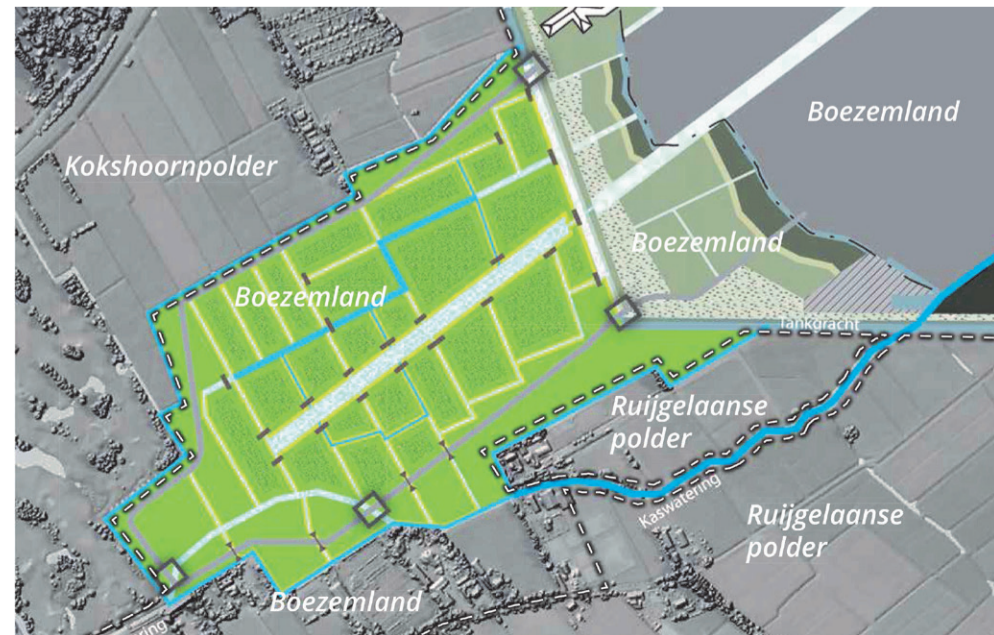 Boezemland
Kokshoornpolder
Boezemland
Boezemland
Tankgracht
Ruijgelaanse
polder
Kaswatering
Ruijgelaanse
polder
Boezemland